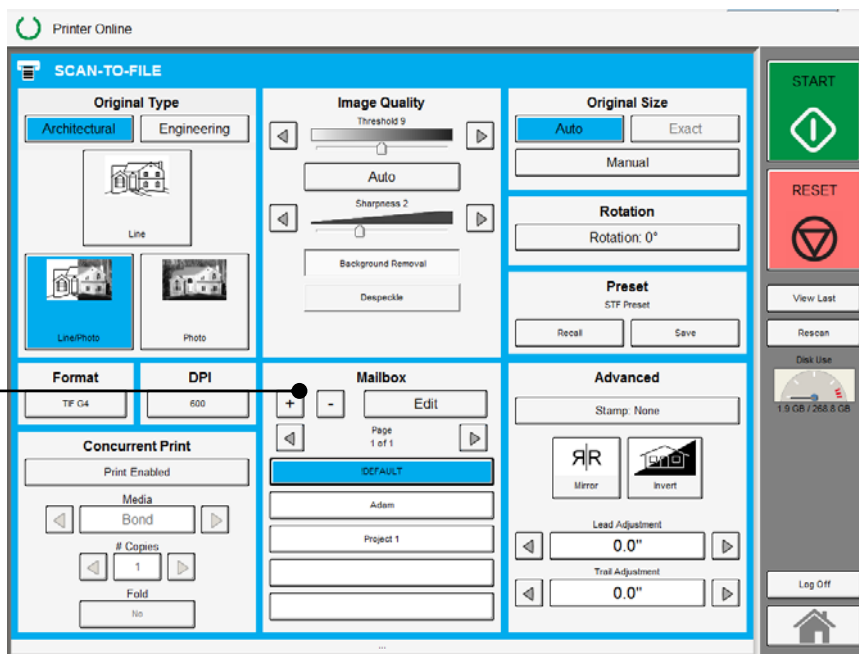 Printer Online
SCAN-TO-FILE
Original Type
Architectural Engineering
Line
Line/Photo Photo
Image Quality
Threshold 9
Auto
Sharpness 2
Background Removal
Despeckle
Original Size
Auto Exact
Manual
Rotation
Rotation: 0°
Preset
STF Preset
Recall Save
Format
TIF G4
DPI
600
Concurrent Print
Print Enabled
Media
Bond
# Copies
1
Fold
No
Mailbox
+ - Edit
Page
1 of 1
!DEFAULT
Adam
Project 1
Advanced
Stamp: None
R|R
Mirror Invert
Lead Adjustment
0.0"
Trail Adjustment
0.0"
...
START
RESET
View Last
Rescan
Disk Use
1.9 GB / 268.8 GB
Log Off